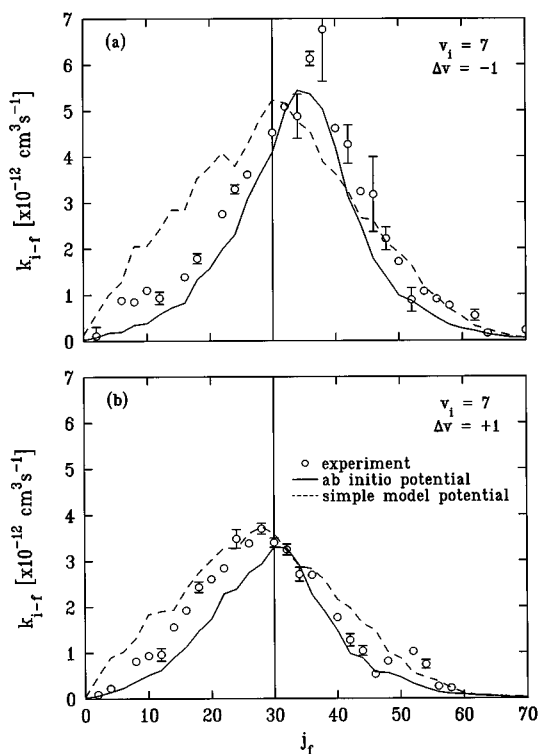 (a)
v_i = 7
Δv = -1
7
6
5
4
3
2
1
0
k_{i-f} [x10^{-12} cm^3s^{-1}]
(b)
v_i = 7
Δv = +1
experiment
ab initio potential
simple model potential
7
6
5
4
3
2
1
0
k_{i-f} [x10^{-12} cm^3s^{-1}]
0 10 20 30 40 50 60 70
j_f